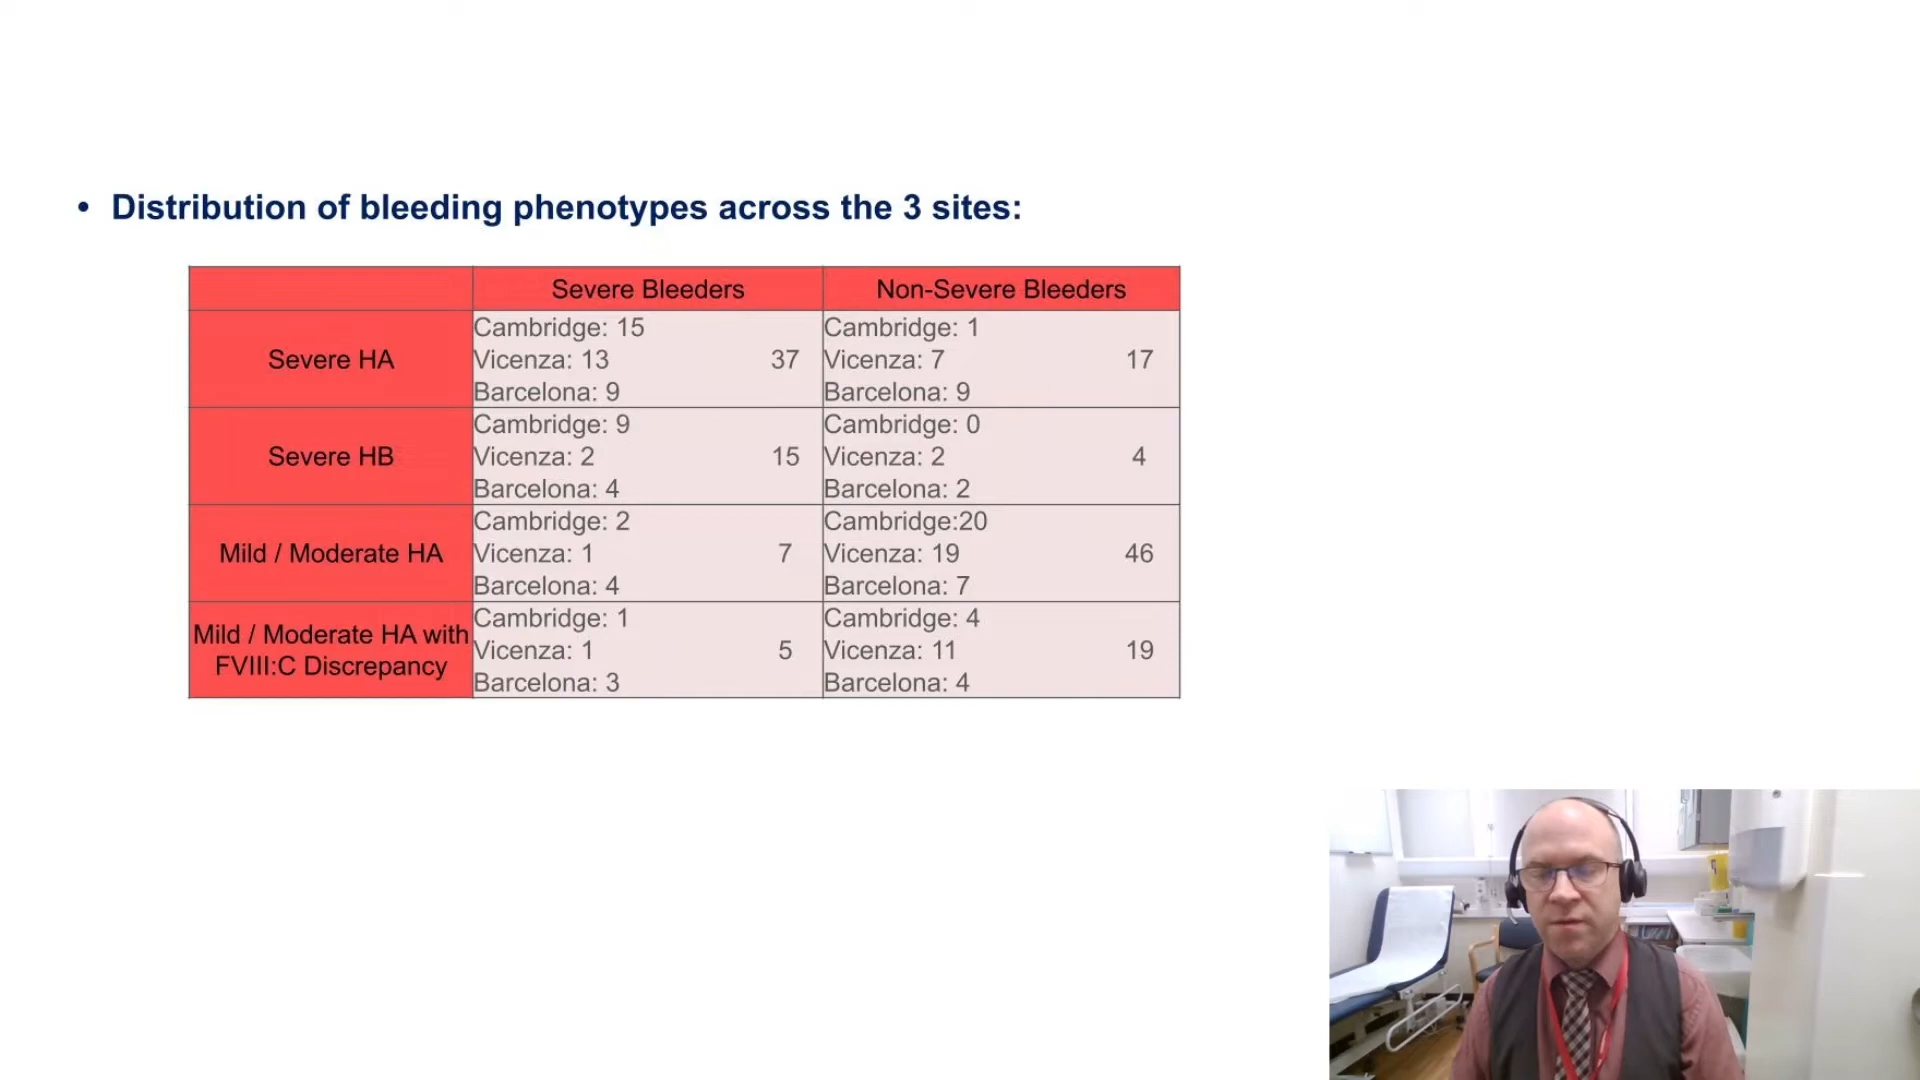 • Distribution of bleeding phenotypes across the 3 sites:
Severe Bleeders
Non-Severe Bleeders
Severe HA
Cambridge: 15
Vicenza: 13
Barcelona: 9
37
Cambridge: 1
Vicenza: 7
Barcelona: 9
17
Severe HB
Cambridge: 9
Vicenza: 2
Barcelona: 4
15
Cambridge: 0
Vicenza: 2
Barcelona: 2
4
Mild / Moderate HA
Cambridge: 2
Vicenza: 1
Barcelona: 4
7
Cambridge:20
Vicenza: 19
Barcelona: 7
46
Mild / Moderate HA with
FVIII:C Discrepancy
Cambridge: 1
Vicenza: 1
Barcelona: 3
5
Cambridge: 4
Vicenza: 11
Barcelona: 4
19